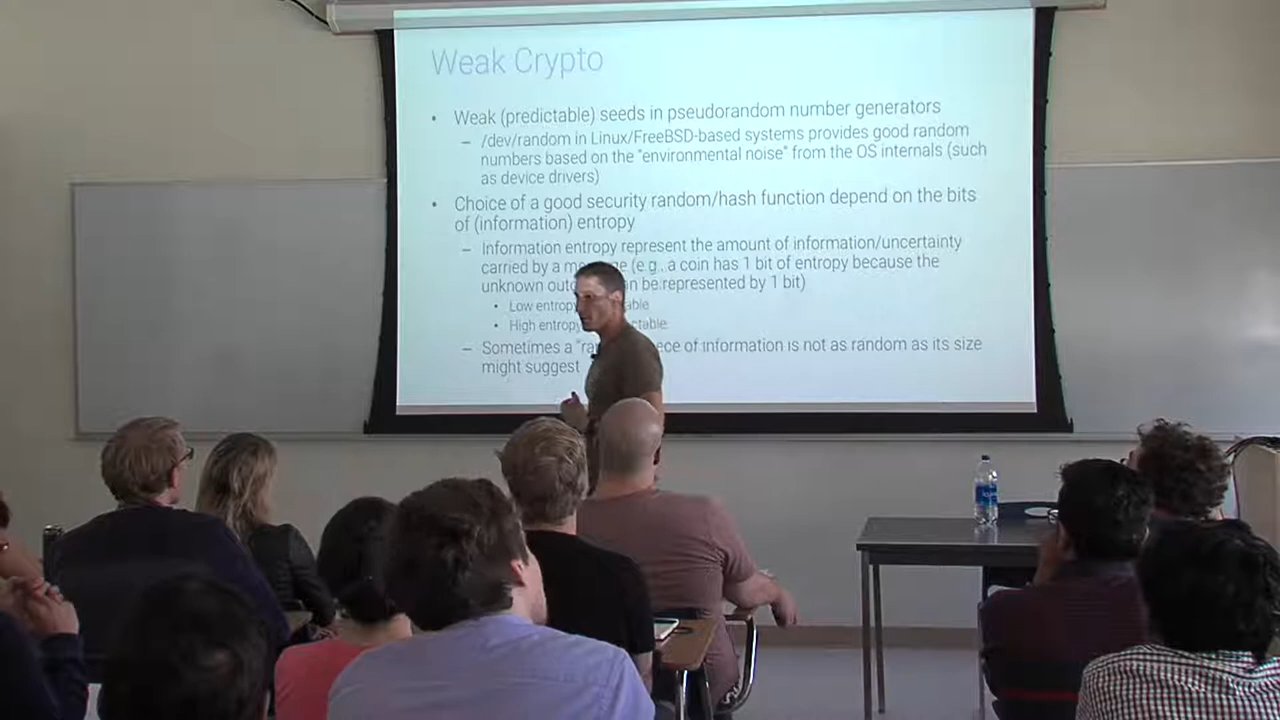 Weak Crypto
• Weak (predictable) seeds in pseudorandom number generators
– /dev/random in Linux/FreeBSD-based systems provides good random
numbers based on the "environmental noise" from the OS internals (such
as device drivers)
• Choice of a good security random/hash function depend on the bits
of (information) entropy
– Information entropy represent the amount of information/uncertainty
carried by a (e.g., a coin has 1 bit of entropy because the
unknown be represented by 1 bit)
• Low entropy
• High entropy
– Sometimes a of information is not as random as its size
might suggest